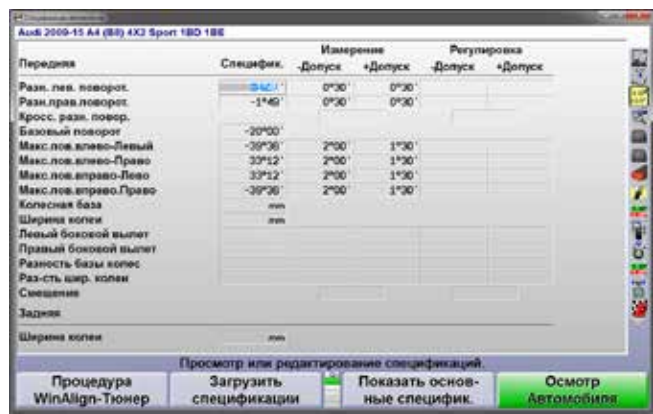 Audi 2009-15 A4 (B8) 4X2 Sport 1BD 1BE
Измерение Регулировка
Передняя Специфик. -Допуск +Допуск -Допуск +Допуск
Разн. лев. поворот. 0°30' 0°30'
Разн.прав.поворот. -1°49' 0°30' 0°30'
Кросс. разн. повор.
Базовый поворот -20°00'
Макс.пов.влево-Левый -39°36' 2°00' 1°30'
Макс.пов.влево-Право 33°12' 2°00' 1°30'
Макс.пов.вправо-Лево 33°12' 2°00' 1°30'
Макс.пов.вправо.Право -39°36' 2°00' 1°30'
Колесная база mm
Ширина колеи mm
Левый боковой вылет
Правый боковой вылет
Разность базы колес
Раз-сть шир. колеи
Смещение
Задняя
Ширина колеи mm
Просмотр или редактирование спецификаций.
Процедура WinAlign-Тюнер
Загрузить спецификации
Показать основ-ные специфик.
Осмотр Автомобиля